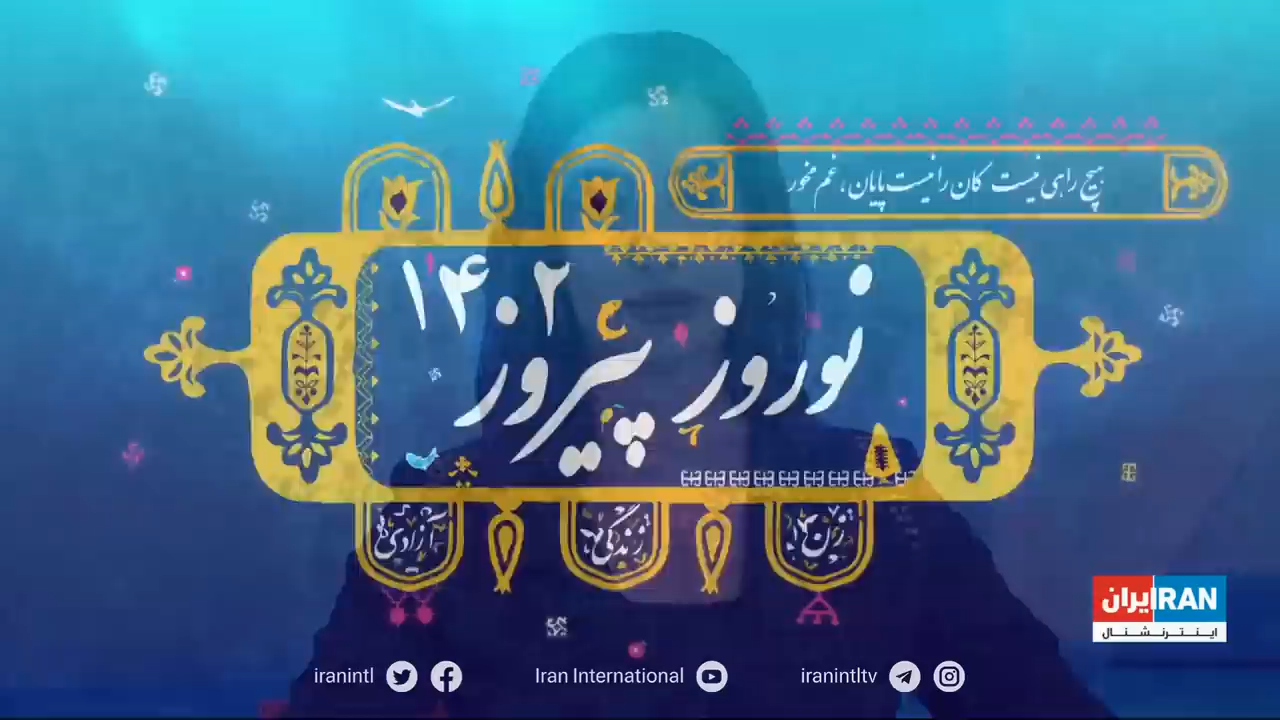 هیچ راهی نیست کان را نیست پایان، غم مخور
نوروز پیروز ۱۴۰۲
زن زندگی آزادی
IRAN ایران
اینترنشنال
iranintl Iran International iranintltv